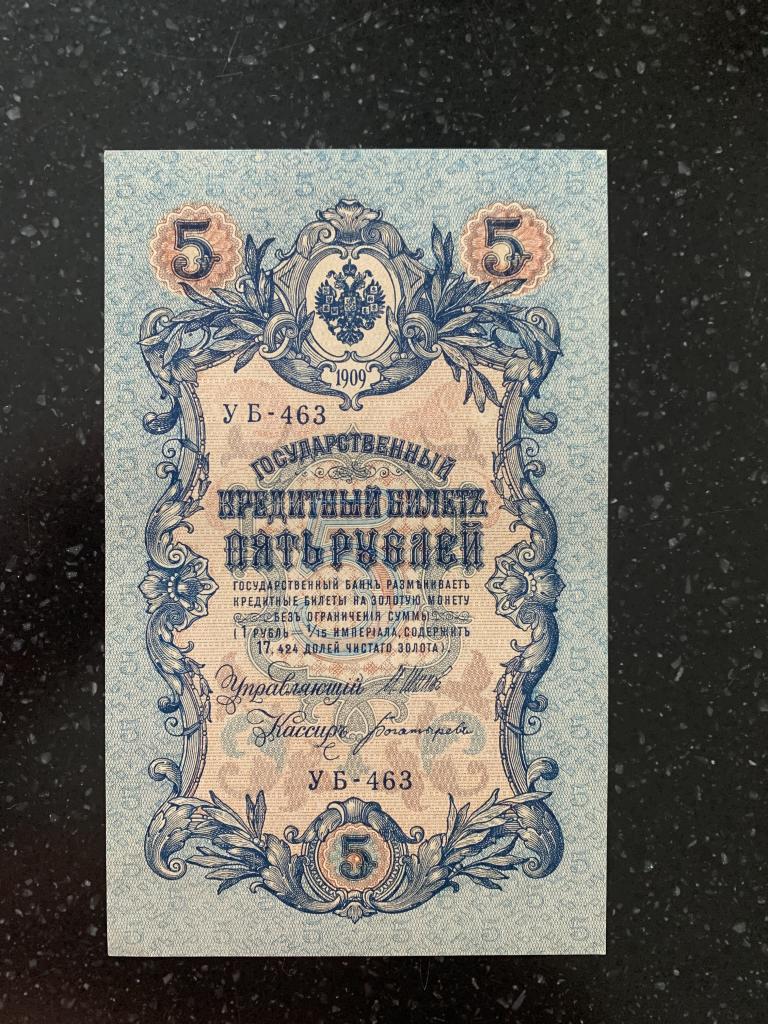 5 5
1909
УБ-463
ГОСУДАРСТВЕННЫЙ
КРЕДИТНЫЙ БИЛЕТЪ
ПЯТЬ РУБЛЕЙ
ГОСУДАРСТВЕННЫЙ БАНКЪ РАЗМѢНИВАЕТЪ
КРЕДИТНЫЕ БИЛЕТЫ НА ЗОЛОТУЮ МОНЕТУ
БЕЗЪ ОГРАНИЧЕНІЯ СУММЫ
(1 РУБЛЬ = 1/15 ИМПЕРІАЛА, СОДЕРЖИТЪ
17,424 ДОЛЕЙ ЧИСТАГО ЗОЛОТА)
Управляющій
Кассиръ Богатыревъ
УБ-463
5